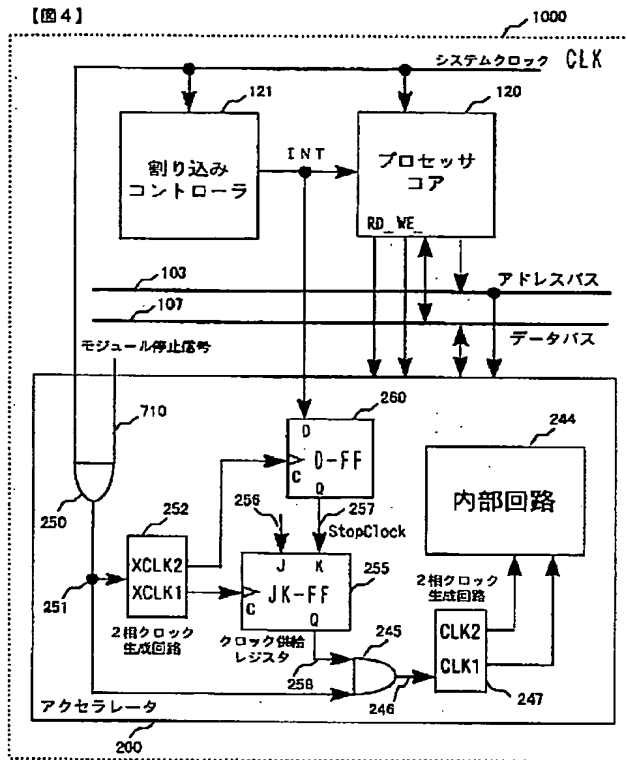 【図4】
1000
システムクロック CLK
121
120
割り込み
コントローラ
INT
プロセッサ
コア
RD_ WE_
103
アドレスバス
107
データバス
モジュール停止信号
710
260
244
D
D-FF
C
Q
内部回路
250
252
256
257
StopClock
XCLK2
XCLK1
J
K
255
251
C
JK-FF
Q
2相クロック
生成回路
2相クロック
生成回路
クロック供給
レジスタ
245
CLK2
CLK1
258
246
247
アクセラレータ
200